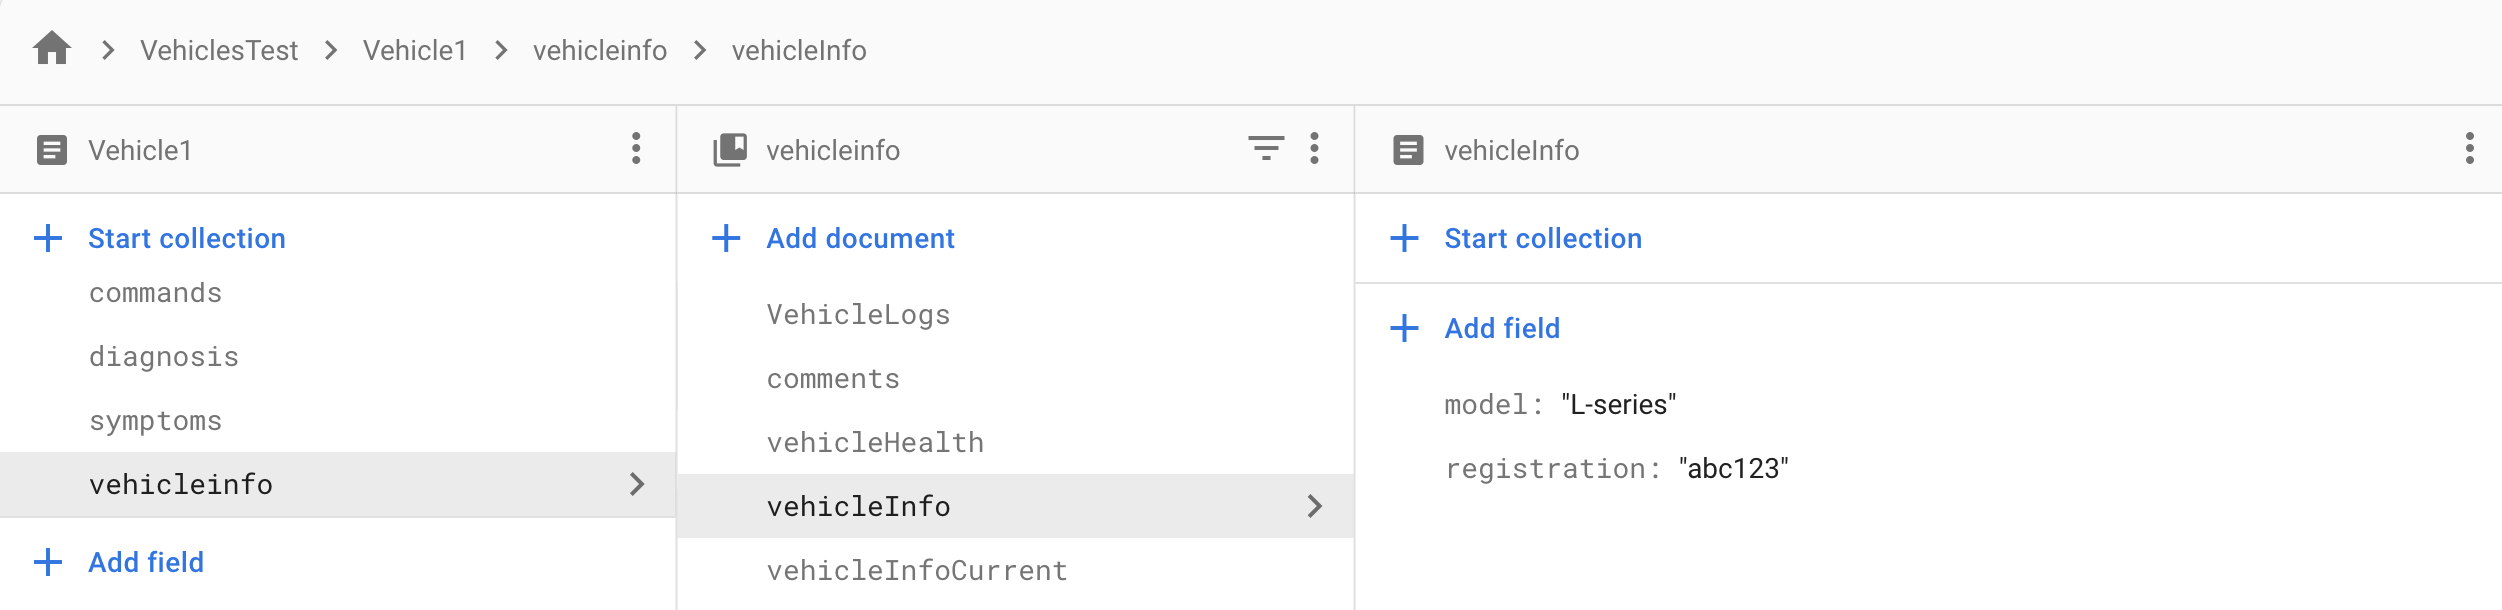 VehiclesTest > Vehicle1 > vehicleinfo > vehicleInfo
Vehicle1
Start collection
commands
diagnosis
symptoms
vehicleinfo
Add field
vehicleinfo
Add document
VehicleLogs
comments
vehicleHealth
vehicleInfo
vehicleInfoCurrent
vehicleInfo
Start collection
Add field
model: "L-series"
registration: "abc123"